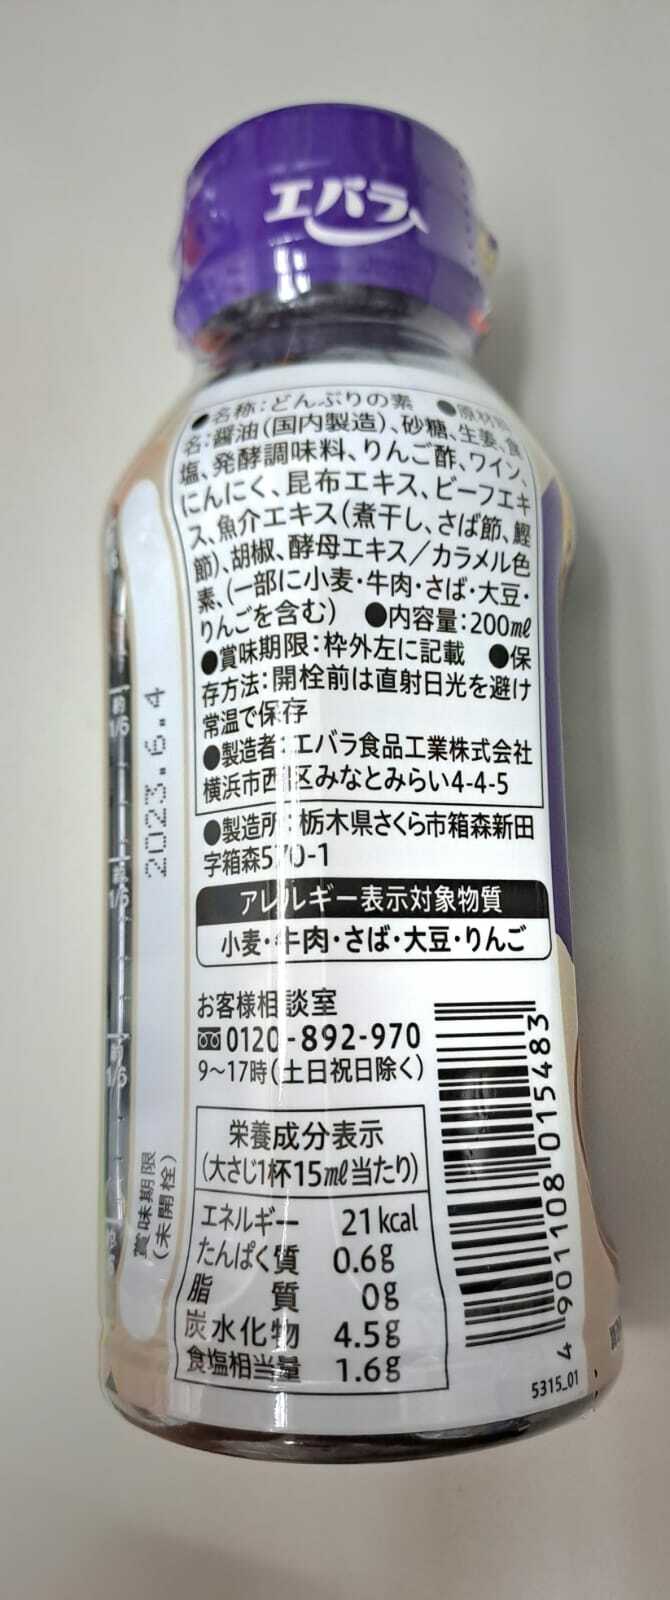 エバラ
●名称:どんぶりの素 ●原材料
名:醤油(国内製造)、砂糖、生姜、食
塩、発酵調味料、りんご酢、ワイン、
にんにく、昆布エキス、ビーフエキ
ス、魚介エキス(煮干し、さば節、鰹
節)、胡椒、酵母エキス/カラメル色
素、(一部に小麦・牛肉・さば・大豆・
りんごを含む) ●内容量:200ml
●賞味期限:枠外左に記載 ●保
存方法:開栓前は直射日光を避け
常温で保存
●製造者:エバラ食品工業株式会社
横浜市西区みなとみらい4-4-5
●製造所:栃木県さくら市箱森新田
字箱森570-1
アレルギー表示対象物質
小麦・牛肉・さば・大豆・りんご
お客様相談室
0120-892-970
9〜17時(土日祝日除く)
栄養成分表示
(大さじ1杯15ml当たり)
エネルギー 21kcal
たんぱく質 0.6g
脂質 0g
炭水化物 4.5g
食塩相当量 1.6g
4 901108 015483
5315_01
賞味期限
(未開栓)
2023.6.4
約
1/6
1/6
約
1/6